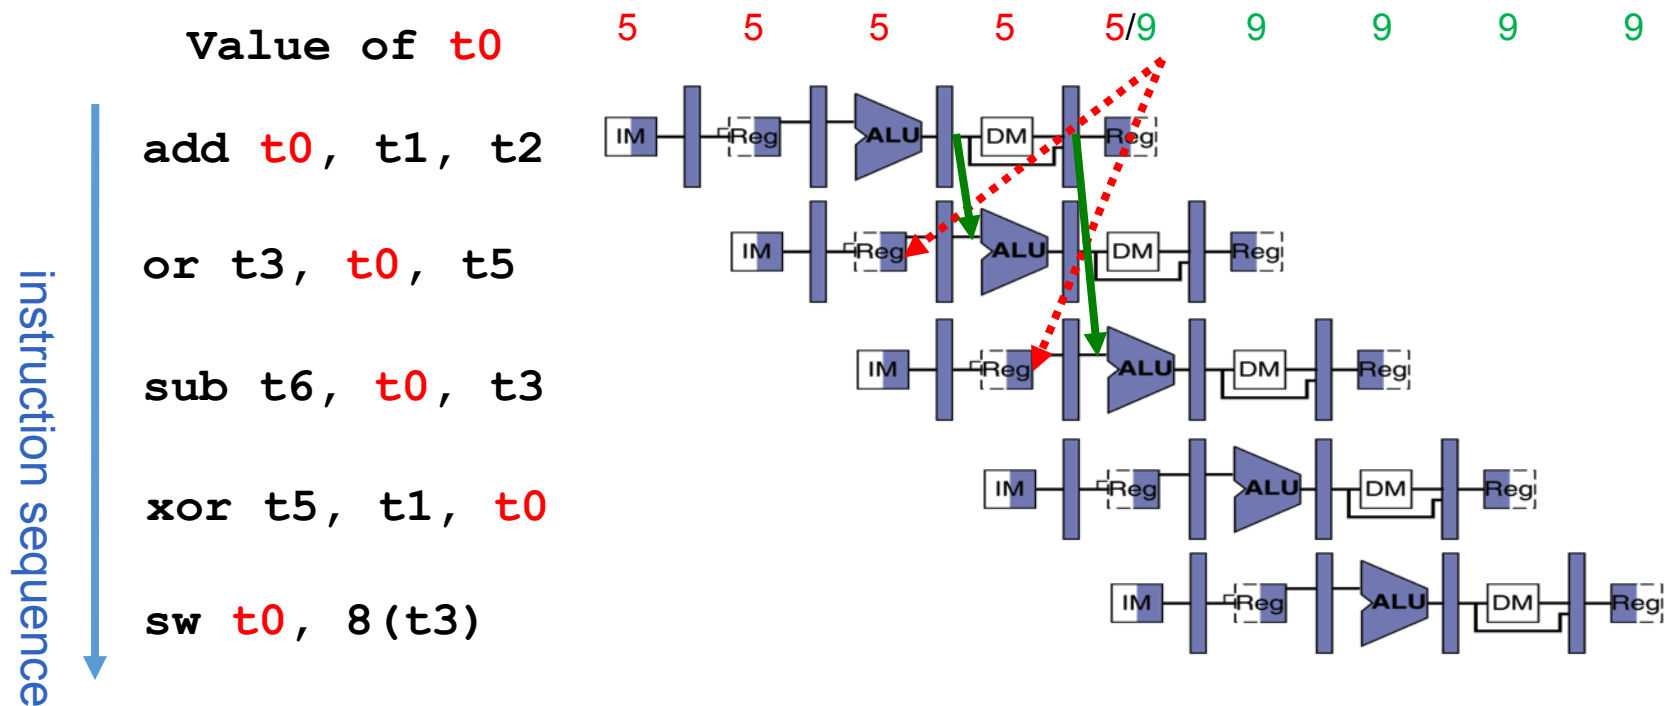 Value of t0 5 5 5 5 5/9 9 9 9 9
add t0, t1, t2 IM Reg ALU DM Reg
or t3, t0, t5 IM Reg ALU DM Reg
sub t6, t0, t3 IM Reg ALU DM Reg
xor t5, t1, t0 IM Reg ALU DM Reg
sw t0, 8(t3) IM Reg ALU DM Reg
instruction sequence